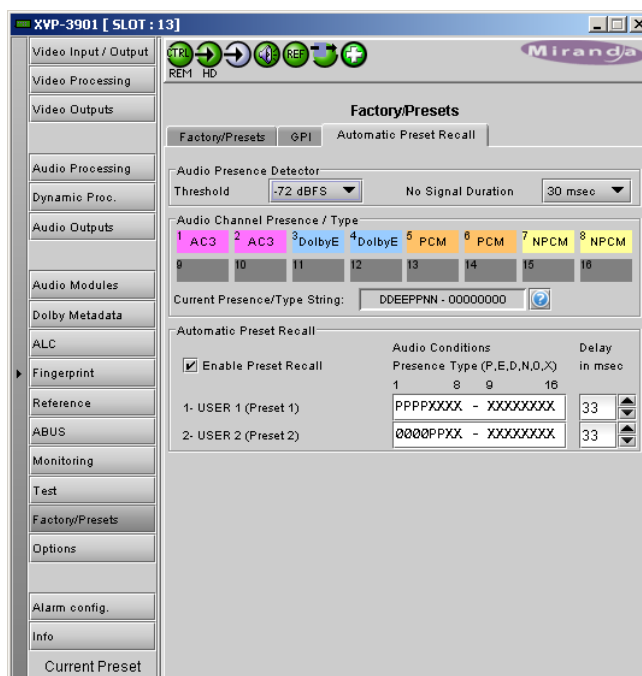 XVP-3901 [ SLOT : 13]
Video Input / Output
Video Processing
Video Outputs
Audio Processing
Dynamic Proc.
Audio Outputs
Audio Modules
Dolby Metadata
ALC
Fingerprint
Reference
ABUS
Monitoring
Test
Factory/Presets
Options
Alarm config.
Info
Current Preset
CTRL REF
REM HD
Miranda
Factory/Presets
Factory/Presets GPI Automatic Preset Recall
Audio Presence Detector
Threshold -72 dBFS No Signal Duration 30 msec
Audio Channel Presence / Type
1 AC3 2 AC3 3 DolbyE 4 DolbyE 5 PCM 6 PCM 7 NPCM 8 NPCM
9 10 11 12 13 14 15 16
Current Presence/Type String: DDEEPPNN - 00000000 ?
Automatic Preset Recall
Audio Conditions Delay
Enable Preset Recall Presence Type (P,E,D,N,0,X) in msec
1 8 9 16
1- USER 1 (Preset 1) PPPPXXXX - XXXXXXXX 33
2- USER 2 (Preset 2) 0000PPXX - XXXXXXXX 33